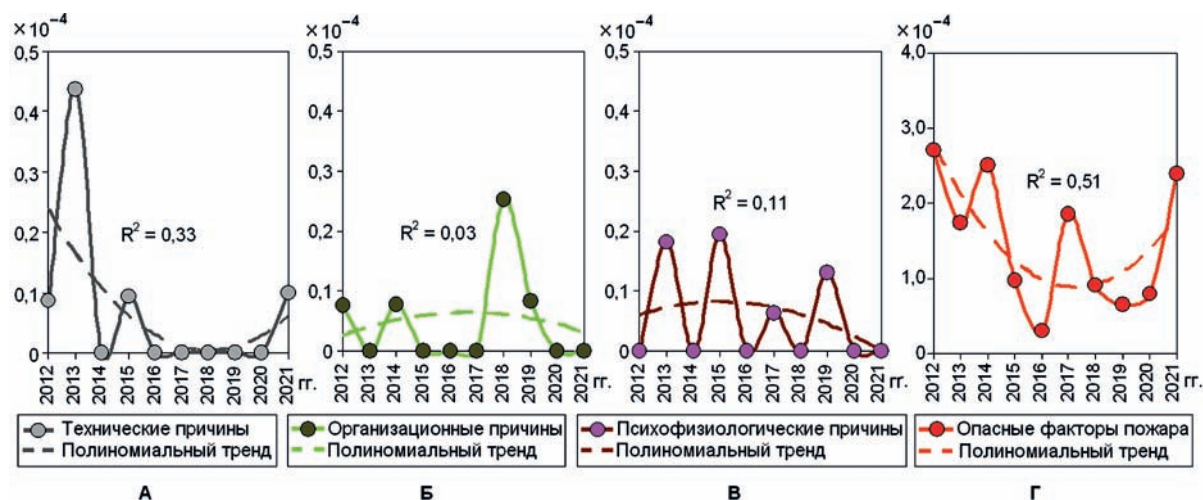 ×10⁻⁴
0,5
0,4
0,3
0,2
0,1
0
R² = 0,33
2012 2013 2014 2015 2016 2017 2018 2019 2020 2021 гг.
Технические причины
Полиномиальный тренд
А
×10⁻⁴
0,5
0,4
0,3
0,2
0,1
0
R² = 0,03
2012 2013 2014 2015 2016 2017 2018 2019 2020 2021 гг.
Организационные причины
Полиномиальный тренд
Б
×10⁻⁴
0,5
0,4
0,3
0,2
0,1
0
R² = 0,11
2012 2013 2014 2015 2016 2017 2018 2019 2020 2021 гг.
Психофизиологические причины
Полиномиальный тренд
В
×10⁻⁴
4,0
3,0
2,0
1,0
0
R² = 0,51
2012 2013 2014 2015 2016 2017 2018 2019 2020 2021 гг.
Опасные факторы пожара
Полиномиальный тренд
Г